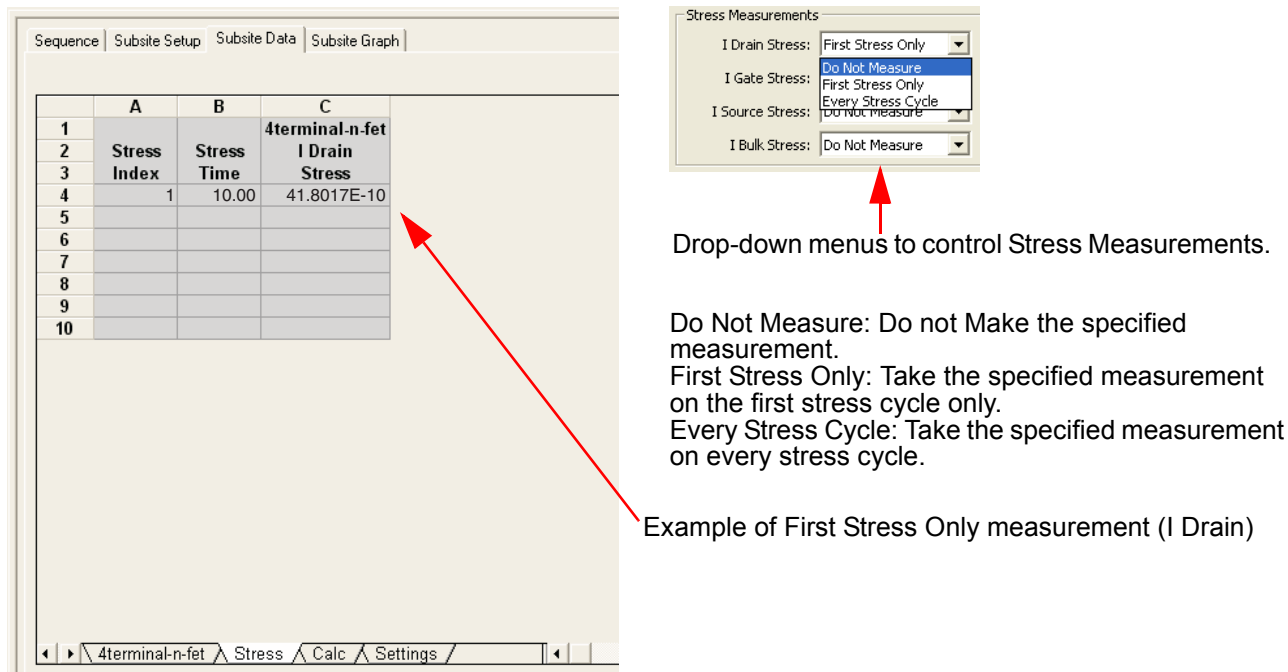 Sequence Subsite Setup Subsite Data Subsite Graph
A B C
1 4terminal-n-fet
2 Stress Stress I Drain
3 Index Time Stress
4 1 10.00 41.8017E-10
5
6
7
8
9
10
4terminal-n-fet Stress Calc Settings
Stress Measurements
I Drain Stress: First Stress Only
Do Not Measure
I Gate Stress:
First Stress Only
Every Stress Cycle
I Source Stress: Do Not Measure
I Bulk Stress: Do Not Measure
Drop-down menus to control Stress Measurements.
Do Not Measure: Do not Make the specified
measurement.
First Stress Only: Take the specified measurement
on the first stress cycle only.
Every Stress Cycle: Take the specified measurement
on every stress cycle.
Example of First Stress Only measurement (I Drain)